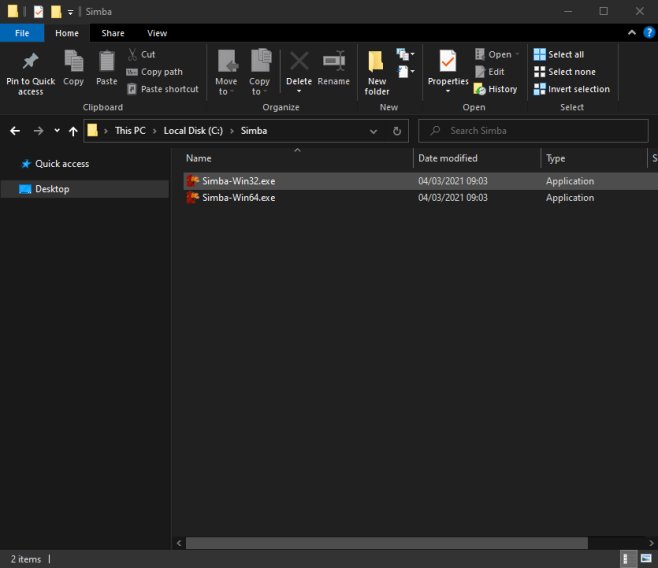 Simba
File Home Share View
Pin to Quick access
Copy
Paste
Cut
Copy path
Paste shortcut
Clipboard
Move to
Copy to
Delete
Rename
Organize
New folder
New
Properties
Open
Edit
History
Open
Select all
Select none
Invert selection
Select
This PC › Local Disk (C:) › Simba
Search Simba
Quick access
Desktop
Name Date modified Type S
Simba-Win32.exe 04/03/2021 09:03 Application
Simba-Win64.exe 04/03/2021 09:03 Application
2 items